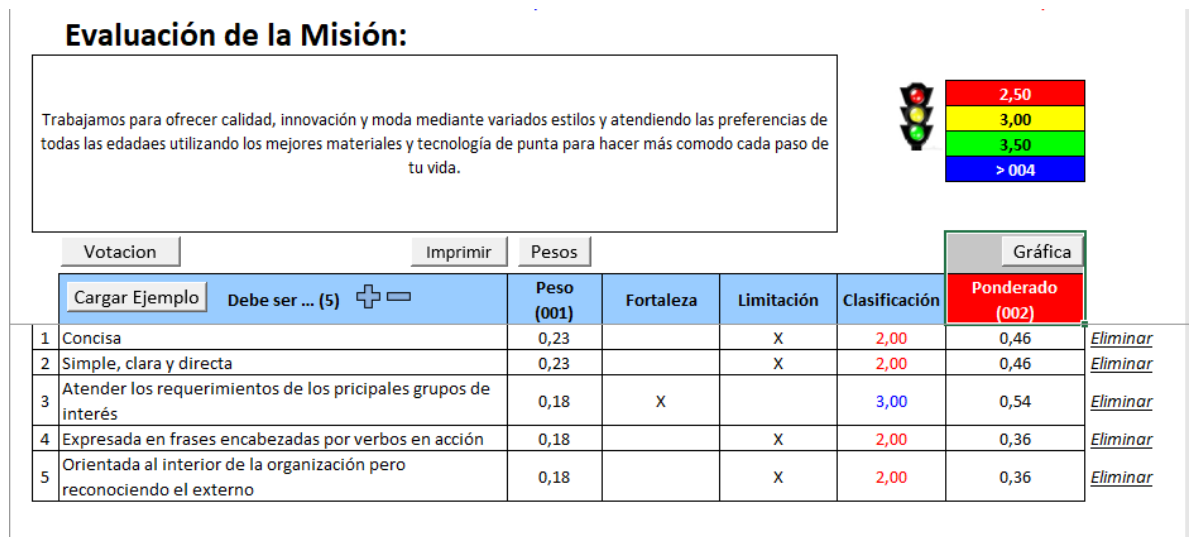 Evaluación de la Misión:
Trabajamos para ofrecer calidad, innovación y moda mediante variados estilos y atendiendo las preferencias de
todas las edadaes utilizando los mejores materiales y tecnología de punta para hacer más comodo cada paso de
tu vida.
2,50
3,00
3,50
> 004
Votacion Imprimir Pesos Gráfica
Cargar Ejemplo Debe ser ... (5) Peso (001) Fortaleza Limitación Clasificación Ponderado (002)
1 Concisa 0,23 X 2,00 0,46 Eliminar
2 Simple, clara y directa 0,23 X 2,00 0,46 Eliminar
3 Atender los requerimientos de los pricipales grupos de
interés 0,18 X 3,00 0,54 Eliminar
4 Expresada en frases encabezadas por verbos en acción 0,18 X 2,00 0,36 Eliminar
5 Orientada al interior de la organización pero
reconociendo el externo 0,18 X 2,00 0,36 Eliminar